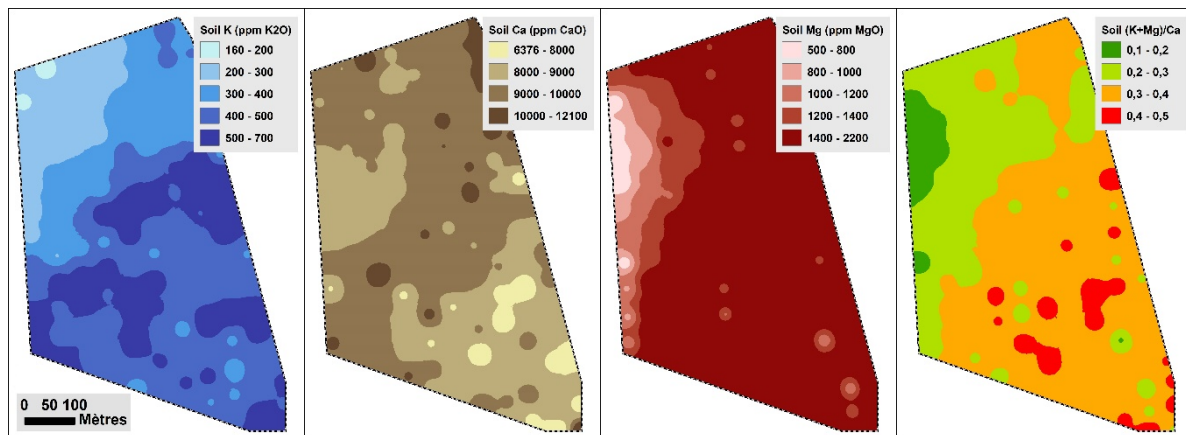 Soil K (ppm K2O)
160 - 200
200 - 300
300 - 400
400 - 500
500 - 700
0 50 100
Mètres
Soil Ca (ppm CaO)
6376 - 8000
8000 - 9000
9000 - 10000
10000 - 12100
Soil Mg (ppm MgO)
500 - 800
800 - 1000
1000 - 1200
1200 - 1400
1400 - 2200
Soil (K+Mg)/Ca
0,1 - 0,2
0,2 - 0,3
0,3 - 0,4
0,4 - 0,5